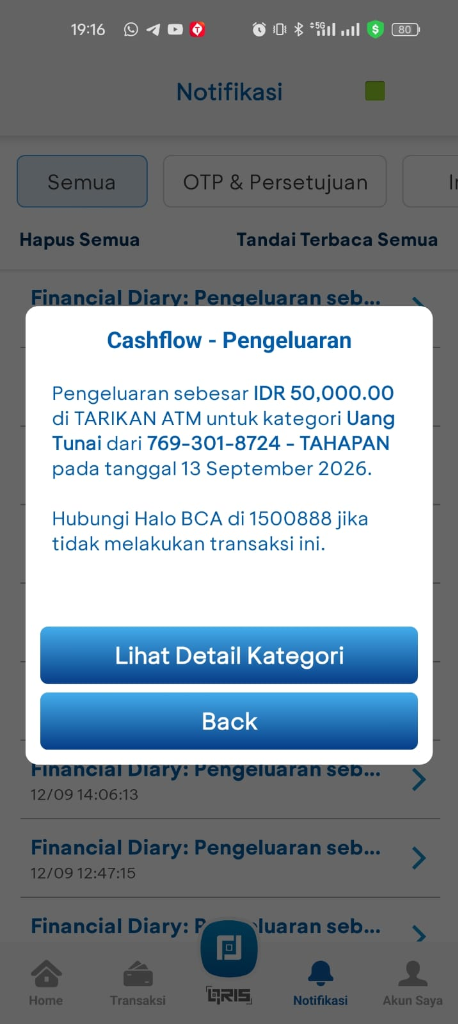 19:16
5G
80
Notifikasi
Semua
OTP & Persetujuan
Hapus Semua
Tandai Terbaca Semua
Financial Diary: Pengeluaran seb...
Cashflow - Pengeluaran
Pengeluaran sebesar IDR 50,000.00
di TARIKAN ATM untuk kategori Uang
Tunai dari 769-301-8724 - TAHAPAN
pada tanggal 13 September 2026.
Hubungi Halo BCA di 1500888 jika
tidak melakukan transaksi ini.
Lihat Detail Kategori
Back
Financial Diary: Pengeluaran seb...
12/09 14:06:13
Financial Diary: Pengeluaran seb...
12/09 12:47:15
Financial Diary: Pengeluaran seb...
Home
Transaksi
QRIS
Notifikasi
Akun Saya